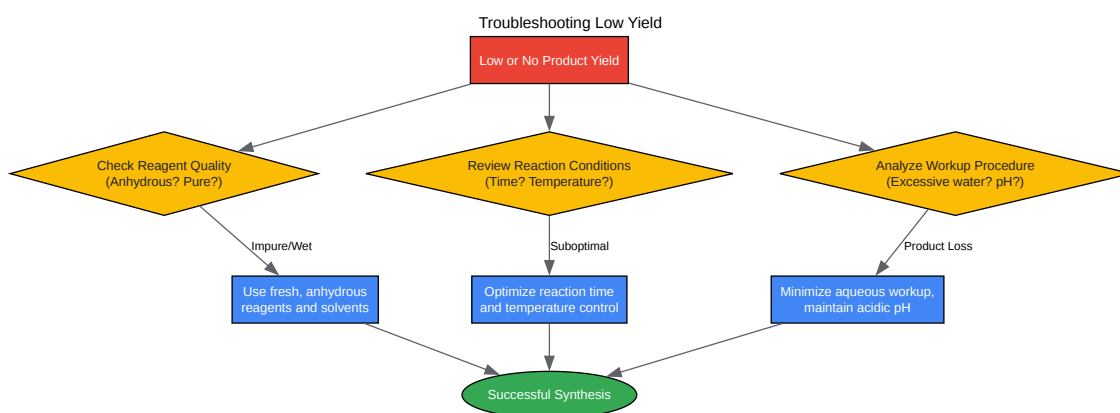 Troubleshooting Low Yield
Low or No Product Yield
Check Reagent Quality
(Anhydrous? Pure?)
Review Reaction Conditions
(Time? Temperature?)
Analyze Workup Procedure
(Excessive water? pH?)
Impure/Wet
Suboptimal
Product Loss
Use fresh, anhydrous
reagents and solvents
Optimize reaction time
and temperature control
Minimize aqueous workup,
maintain acidic pH
Successful Synthesis